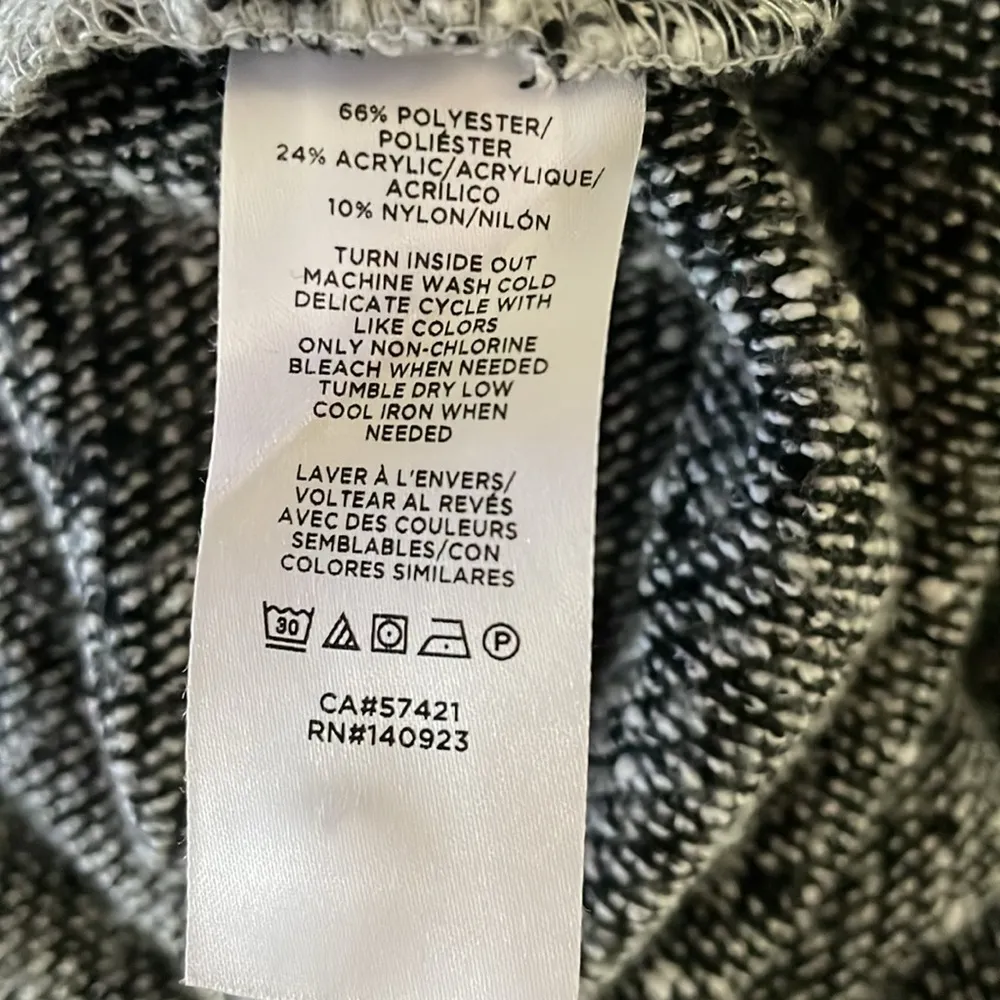 66% POLYESTER/
POLIÉSTER
24% ACRYLIC/ACRYLIQUE/
ACRÍLICO
10% NYLON/NILÓN
TURN INSIDE OUT
MACHINE WASH COLD
DELICATE CYCLE WITH
LIKE COLORS
ONLY NON-CHLORINE
BLEACH WHEN NEEDED
TUMBLE DRY LOW
COOL IRON WHEN
NEEDED
LAVER À L'ENVERS/
VOLTEAR AL REVÉS
AVEC DES COULEURS
SEMBLABLES/CON
COLORES SIMILARES
30 P
CA#57421
RN#140923